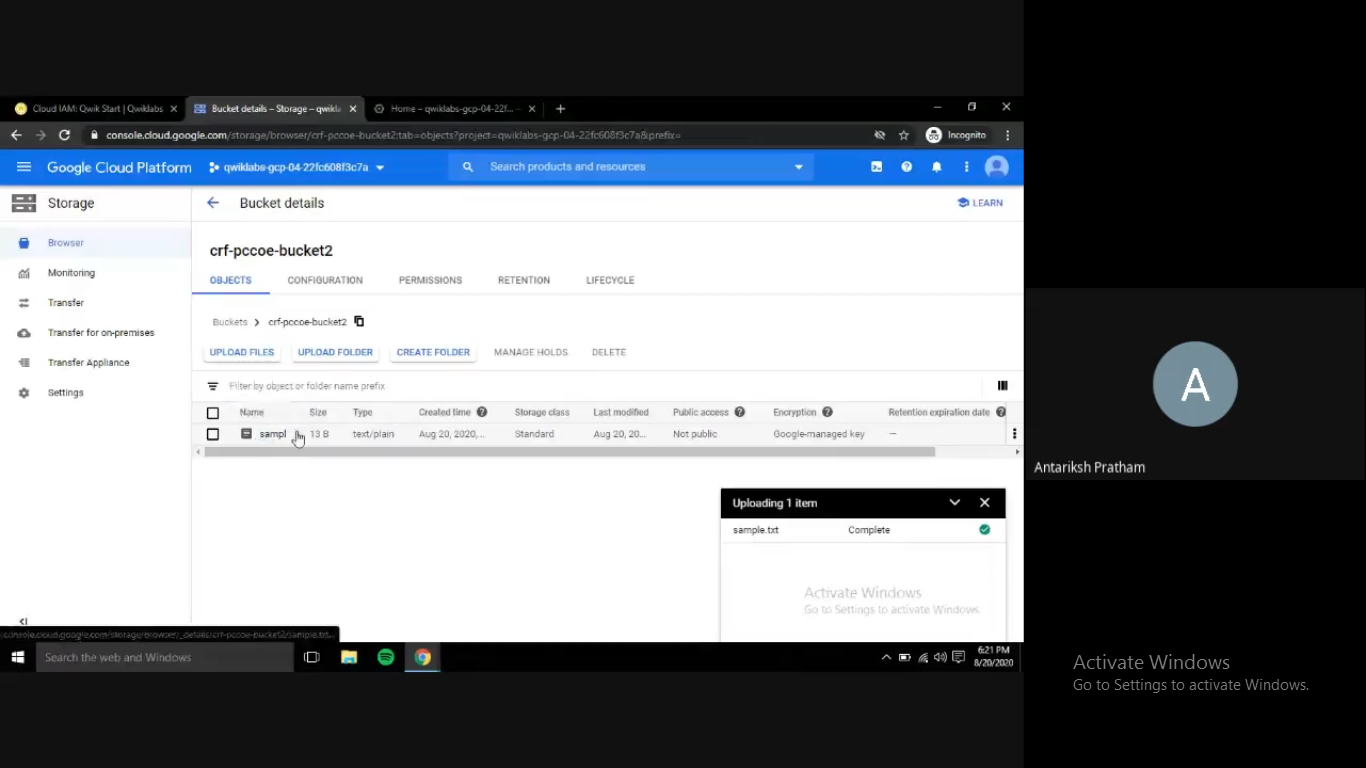 Cloud IAM: Qwik Start | Qwiklabs
Bucket details – Storage – qwikla
Home – qwiklabs-gcp-04-22f...
console.cloud.google.com/storage/browser/crf-pccoe-bucket2;tab=objects?project=qwiklabs-gcp-04-22fc608f3c7a&prefix=
Incognito
Google Cloud Platform
qwiklabs-gcp-04-22fc608f3c7a
Search products and resources
Storage
Bucket details
LEARN
Browser
Monitoring
Transfer
Transfer for on-premises
Transfer Appliance
Settings
crf-pccoe-bucket2
OBJECTS CONFIGURATION PERMISSIONS RETENTION LIFECYCLE
Buckets > crf-pccoe-bucket2
UPLOAD FILES UPLOAD FOLDER CREATE FOLDER MANAGE HOLDS DELETE
Filter by object or folder name prefix
Name Size Type Created time Storage class Last modified Public access Encryption Retention expiration date
sampl 13 B text/plain Aug 20, 2020,... Standard Aug 20, 20... Not public Google-managed key —
Uploading 1 item
sample.txt Complete
Activate Windows
Go to Settings to activate Windows.
console.cloud.google.com/storage/browser/_details/crf-pccoe-bucket2/sample.txt...
Search the web and Windows
6:21 PM
8/20/2020
A
Antariksh Pratham
Activate Windows
Go to Settings to activate Windows.